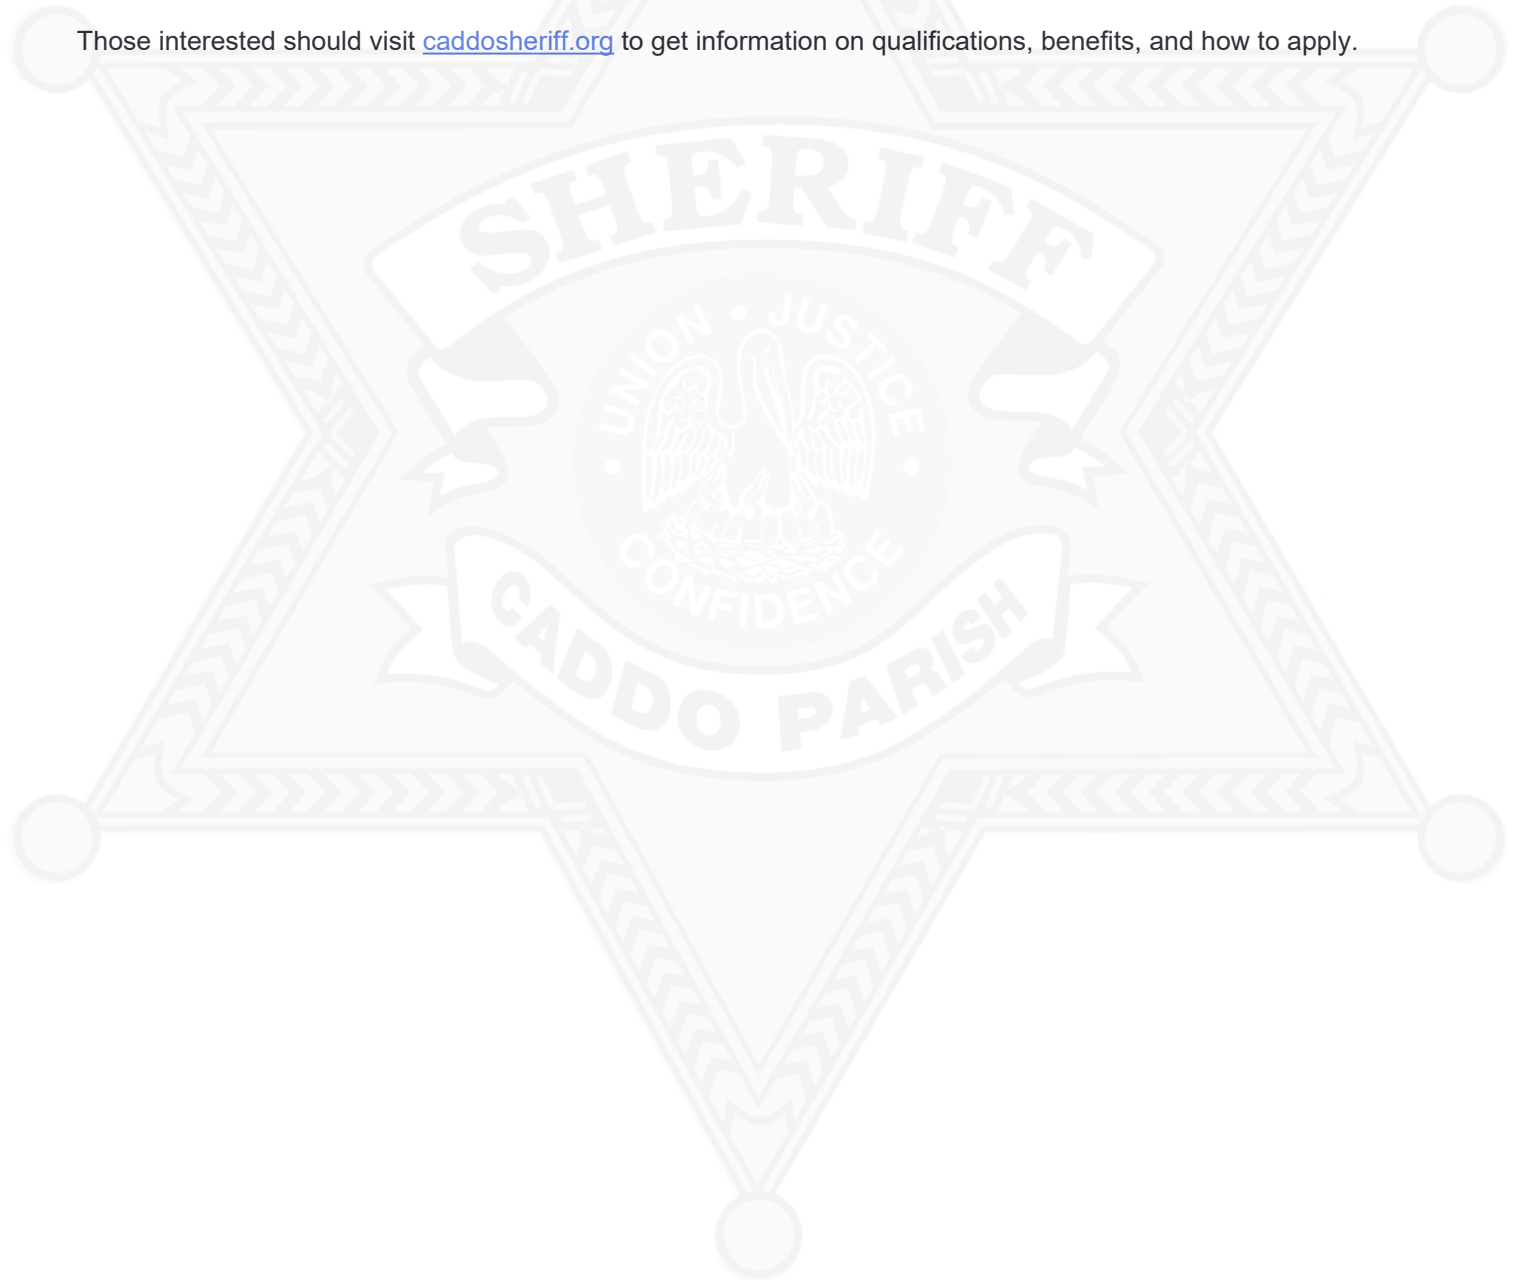 Those interested should visit caddosheriff.org to get information on qualifications, benefits, and how to apply.
SHERIFF
UNION • JUSTICE
• •
CONFIDENCE
CADDO PARISH